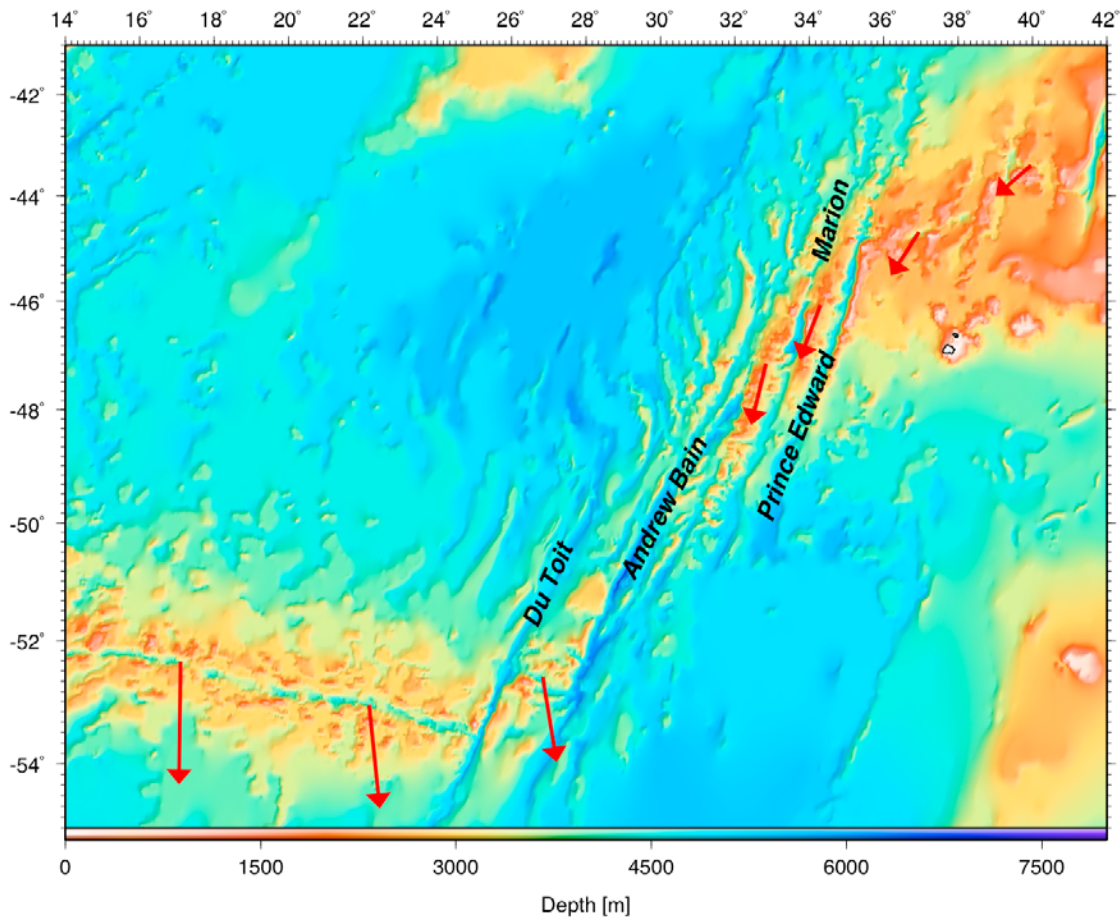 14° 16° 18° 20° 22° 24° 26° 28° 30° 32° 34° 36° 38° 40° 42°
-42°
-44°
Marion
-46°
-48°
Prince Edward
Andrew Bain
-50°
Du Toit
-52°
-54°
0 1500 3000 4500 6000 7500
Depth [m]